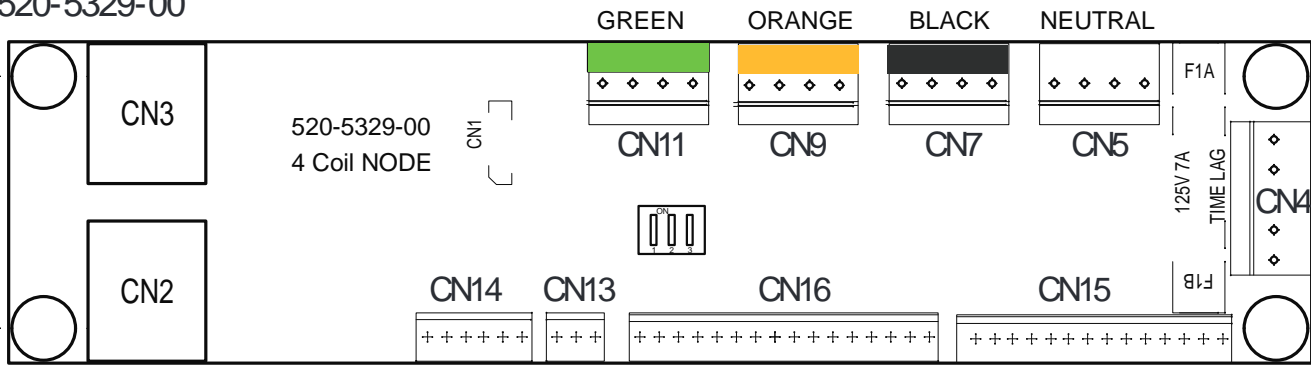 520-5329-00
GREEN ORANGE BLACK NEUTRAL
F1A
CN3
520-5329-00
4 Coil NODE
CN1
CN11 CN9 CN7 CN5
125V 7A
TIME LAG
CN4
ON
1 2 3
CN2
CN14 CN13 CN16 CN15
F1B